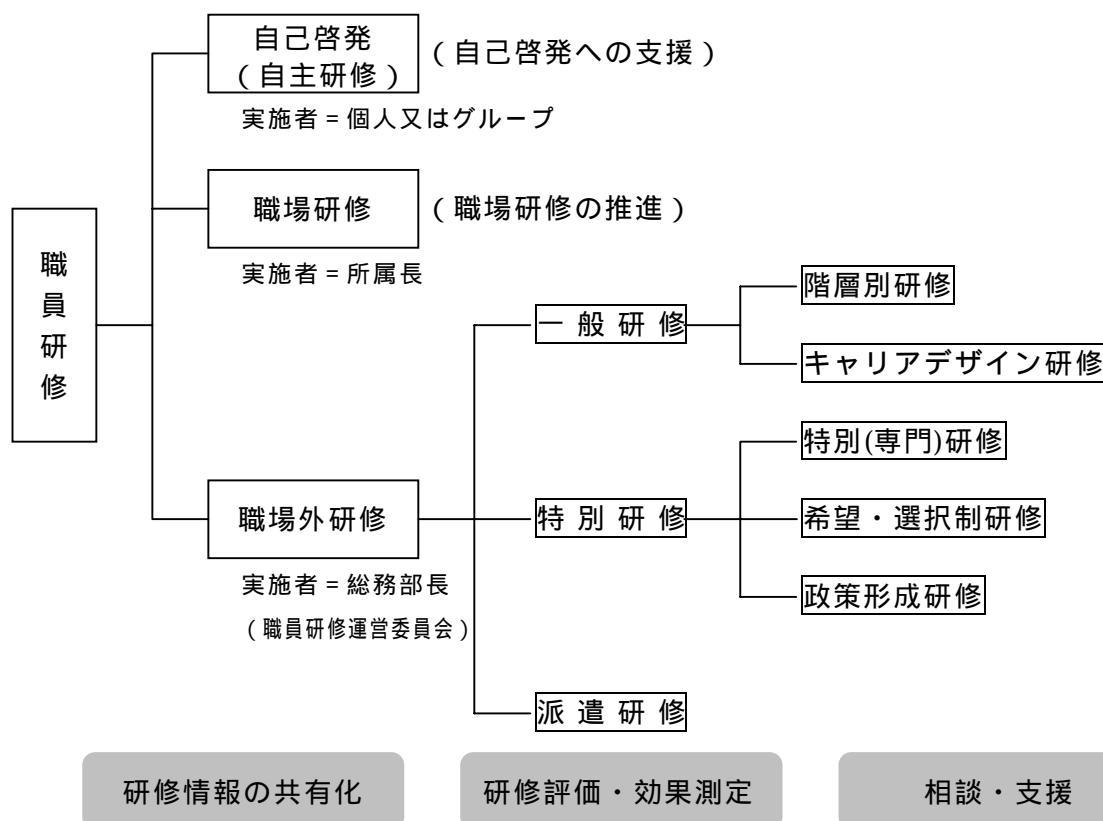 自己啓発
（自主研修）
（自己啓発への支援）
実施者＝個人又はグループ
職場研修
（職場研修の推進）
実施者＝所属長
職員研修
階層別研修
一般研修
キャリアデザイン研修
特別(専門)研修
職場外研修
特別研修
希望・選択制研修
実施者＝総務部長
（職員研修運営委員会）
政策形成研修
派遣研修
研修情報の共有化
研修評価・効果測定
相談・支援